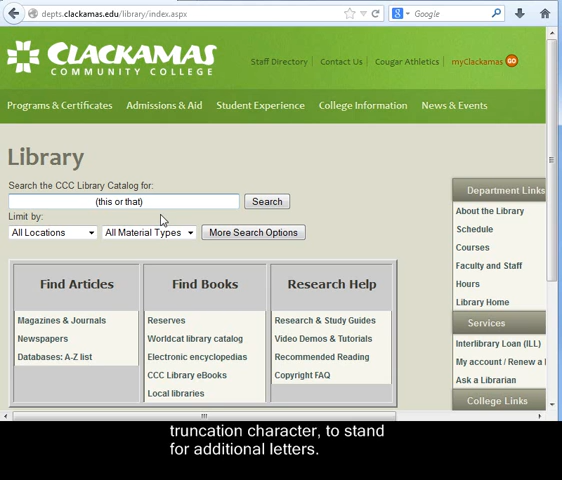 depts.clackamas.edu/library/index.aspx
Google
CLACKAMAS
COMMUNITY COLLEGE
Staff Directory Contact Us Cougar Athletics myClackamas GO
Programs & Certificates Admissions & Aid Student Experience College Information News & Events
Library
Search the CCC Library Catalog for:
(this or that) Search
Limit by:
All Locations All Material Types More Search Options
Find Articles
Magazines & Journals
Newspapers
Databases: A-Z list
Find Books
Reserves
Worldcat library catalog
Electronic encyclopedias
CCC Library eBooks
Local libraries
Research Help
Research & Study Guides
Video Demos & Tutorials
Recommended Reading
Copyright FAQ
Department Links
About the Library
Schedule
Courses
Faculty and Staff
Hours
Library Home
Services
Interlibrary Loan (ILL)
My account / Renew a
Ask a Librarian
College Links
truncation character, to stand
for additional letters.